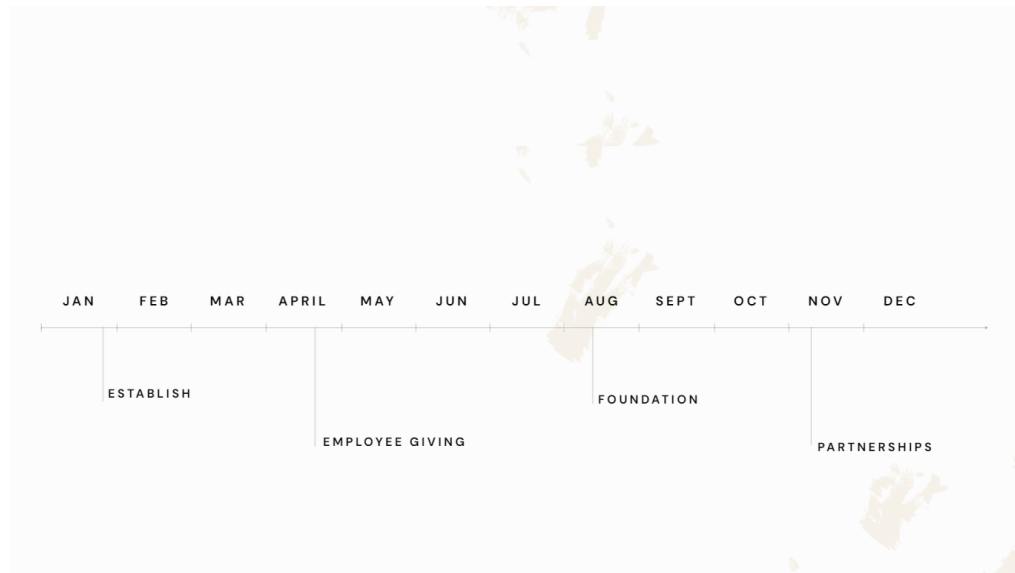 JAN FEB MAR APRIL MAY JUN JUL AUG SEPT OCT NOV DEC
ESTABLISH
FOUNDATION
EMPLOYEE GIVING
PARTNERSHIPS